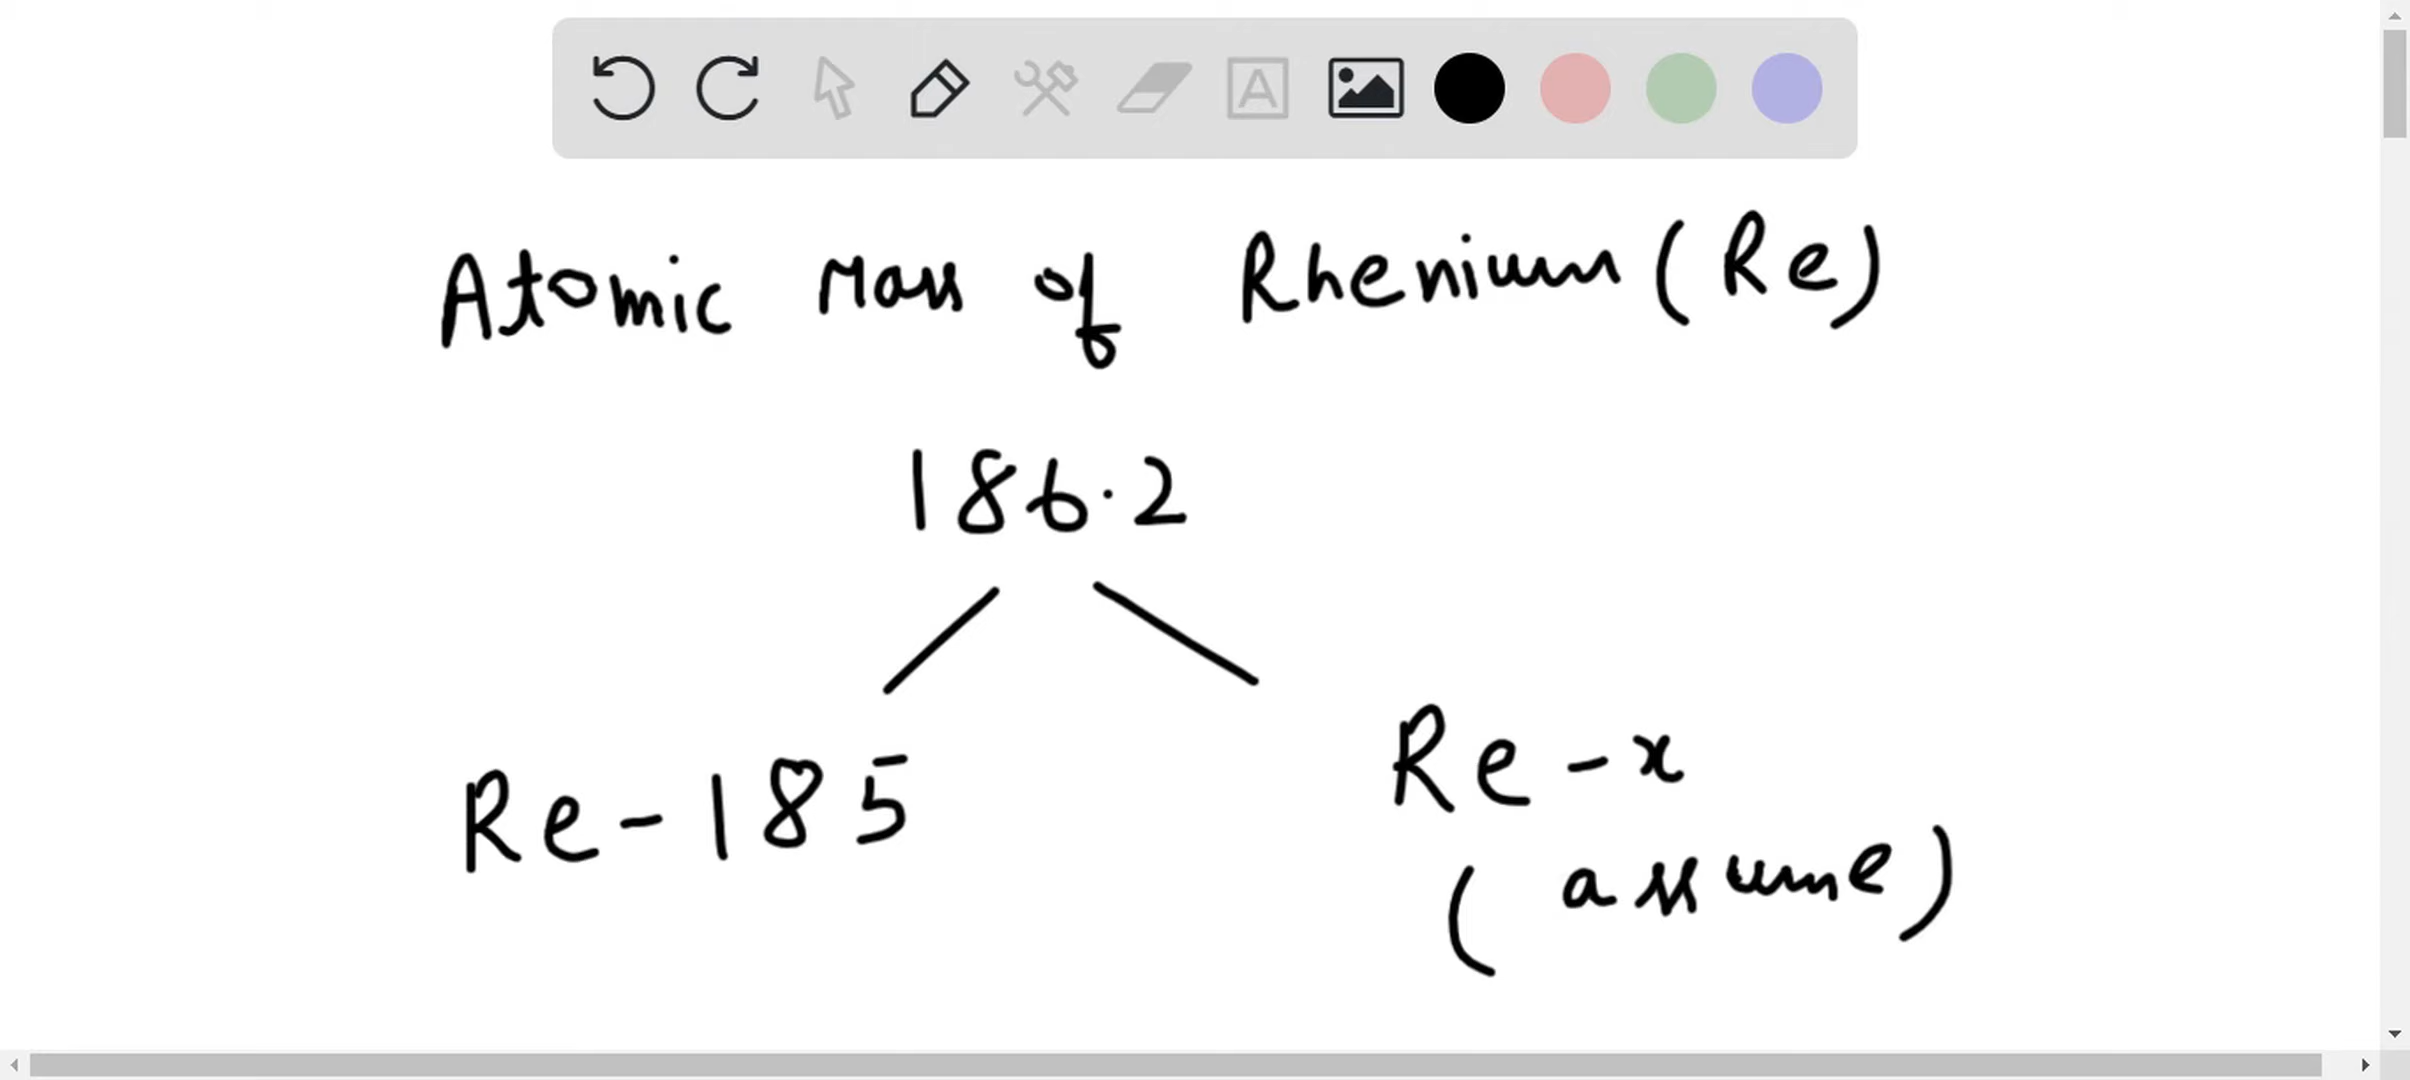 A
Atomic Mass of Rhenium (Re)
186.2
Re-185
Re-x
(assume)